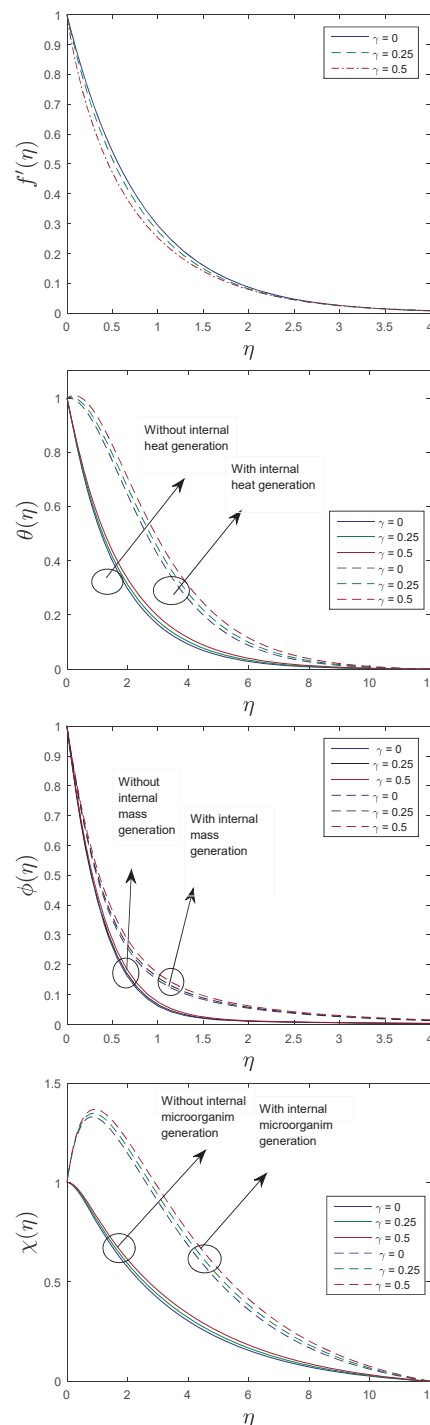 1
0.9
0.8
0.7
0.6
0.5
0.4
0.3
0.2
0.1
0
f′(η)
γ = 0
γ = 0.25
γ = 0.5
0 0.5 1 1.5 2 2.5 3 3.5 4
η
1
0.8
0.6
0.4
0.2
0
θ(η)
Without internal
heat generation
With internal
heat generation
γ = 0
γ = 0.25
γ = 0.5
γ = 0
γ = 0.25
γ = 0.5
0 2 4 6 8 10
η
1
0.9
0.8
0.7
0.6
0.5
0.4
0.3
0.2
0.1
0
ϕ(η)
Without
internal
mass
generation
With internal
mass
generation
γ = 0
γ = 0.25
γ = 0.5
γ = 0
γ = 0.25
γ = 0.5
0 0.5 1 1.5 2 2.5 3 3.5 4
η
1.5
1
0.5
0
χ(η)
Without internal
microorganim
generation
With internal
microorganim
generation
γ = 0
γ = 0.25
γ = 0.5
γ = 0
γ = 0.25
γ = 0.5
0 2 4 6 8 10
η